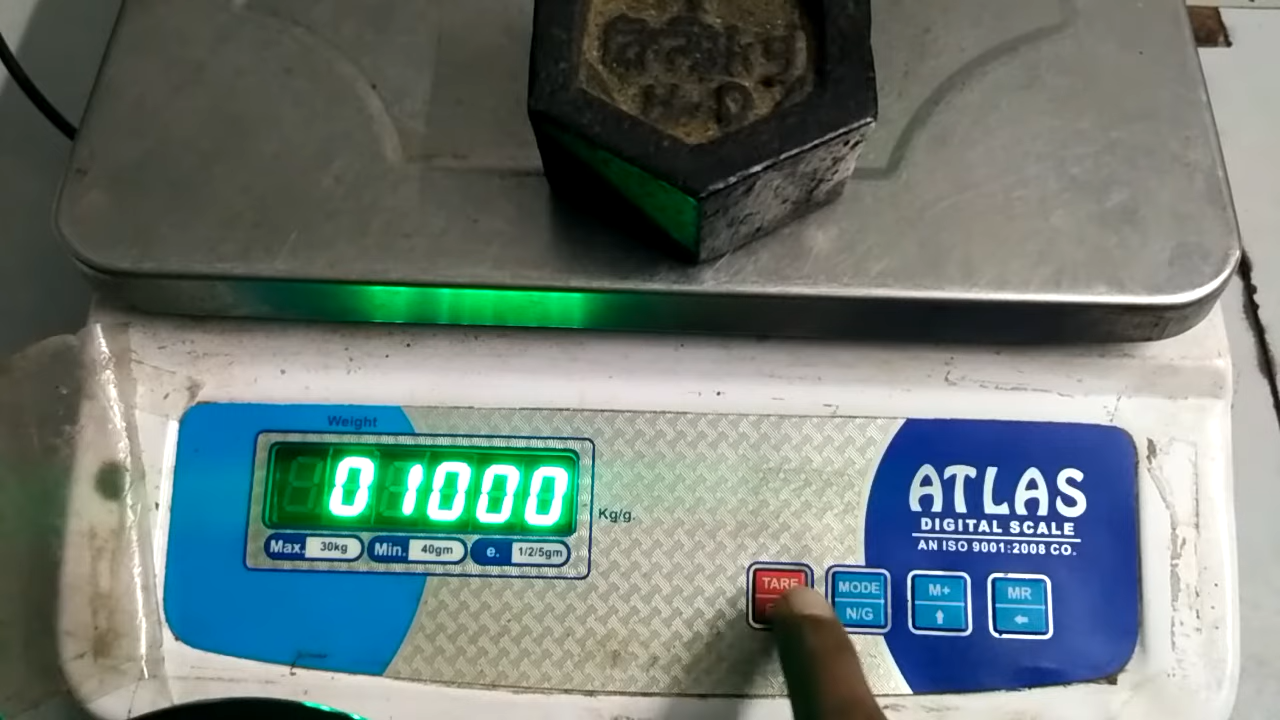 Weight
01000
Kg/g.
Max. 30kg Min. 40gm e. 1/2/5gm
ATLAS
DIGITAL SCALE
AN ISO 9001:2008 CO.
TARE MODE M+ MR
N/G